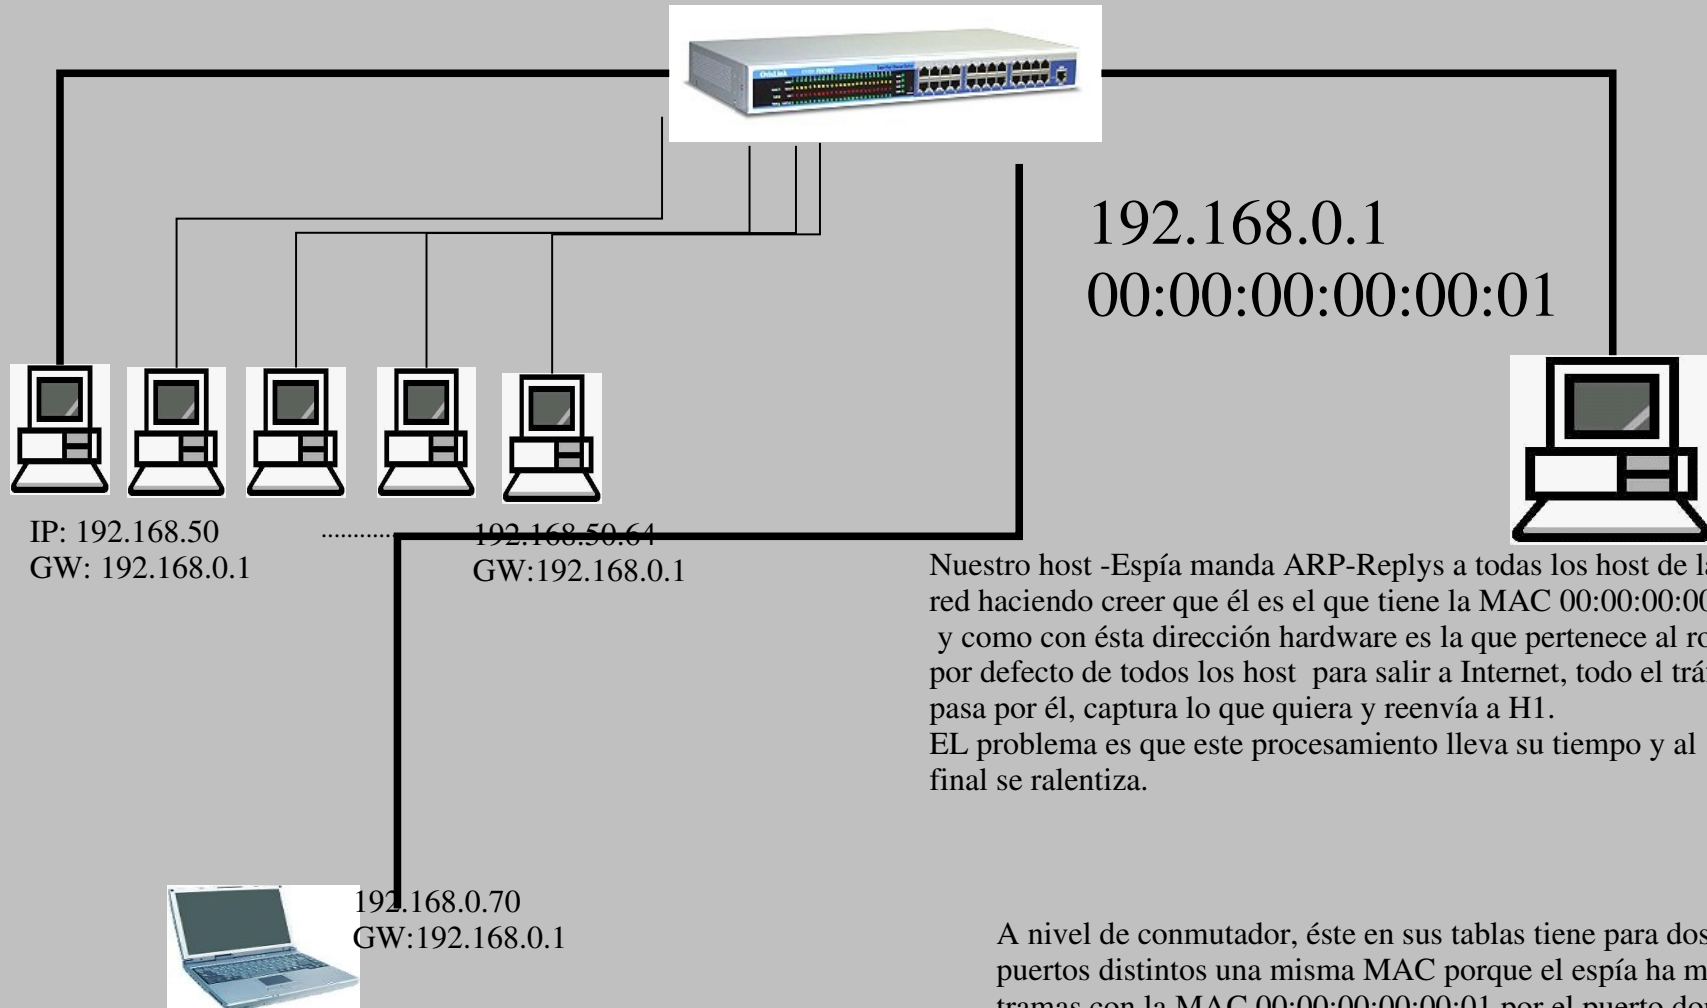 192.168.0.1
00:00:00:00:00:01
IP: 192.168.50
GW: 192.168.0.1
............
192.168.50.64
GW:192.168.0.1
Nuestro host -Espía manda ARP-Replys a todas los host de la
red haciendo creer que él es el que tiene la MAC 00:00:00:00
y como con ésta dirección hardware es la que pertenece al ro
por defecto de todos los host para salir a Internet, todo el trá
pasa por él, captura lo que quiera y reenvía a H1.
EL problema es que este procesamiento lleva su tiempo y al
final se ralentiza.
192.168.0.70
GW:192.168.0.1
A nivel de conmutador, éste en sus tablas tiene para dos
puertos distintos una misma MAC porque el espía ha m
tramas con la MAC 00:00:00:00:00:01 por el puerto do